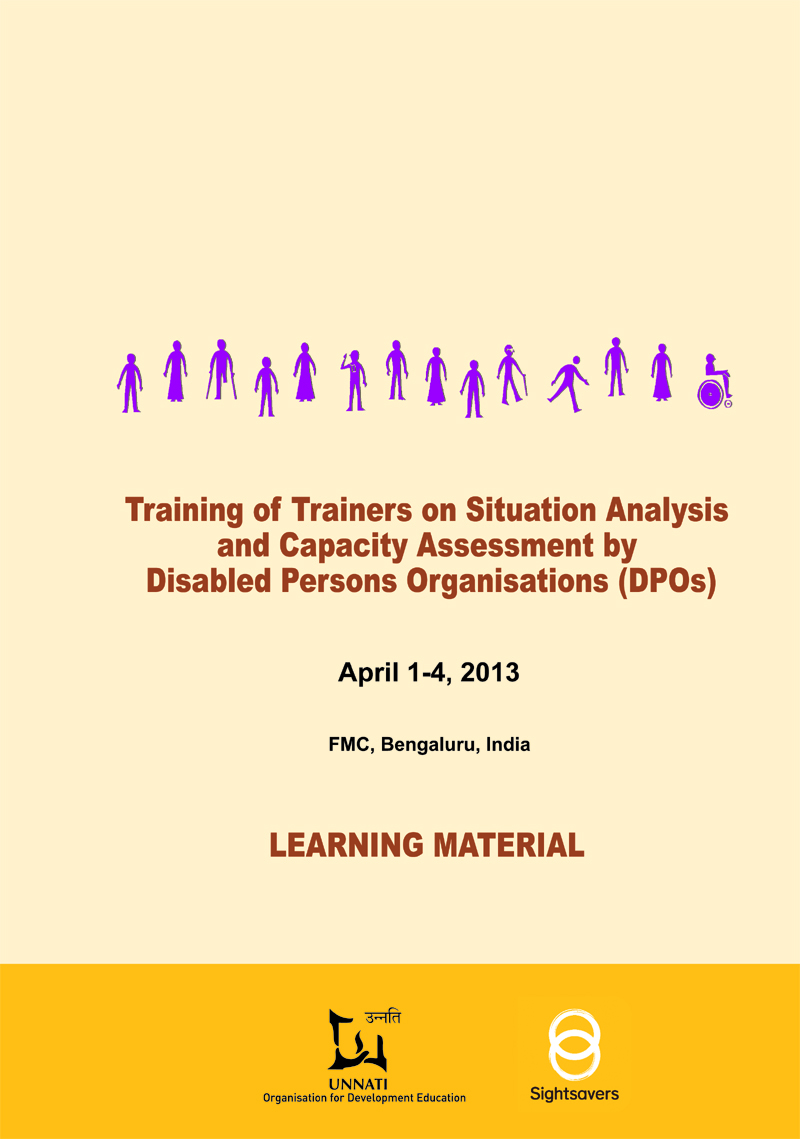 Training of Trainers on Situation Analysis
and Capacity Assessment by
Disabled Persons Organisations (DPOs)
April 1-4, 2013
FMC, Bengaluru, India
LEARNING MATERIAL
उन्नति
UNNATI
Organisation for Development Education
Sightsavers